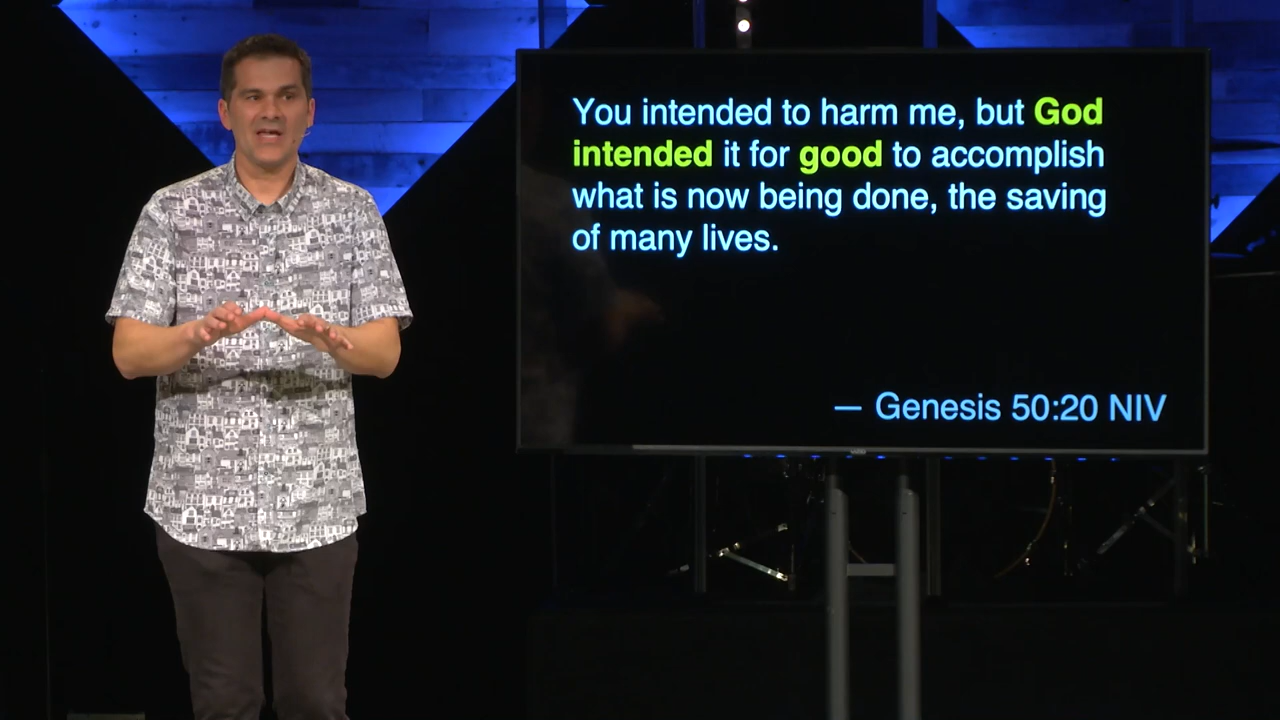 You intended to harm me, but God
intended it for good to accomplish
what is now being done, the saving
of many lives.
— Genesis 50:20 NIV